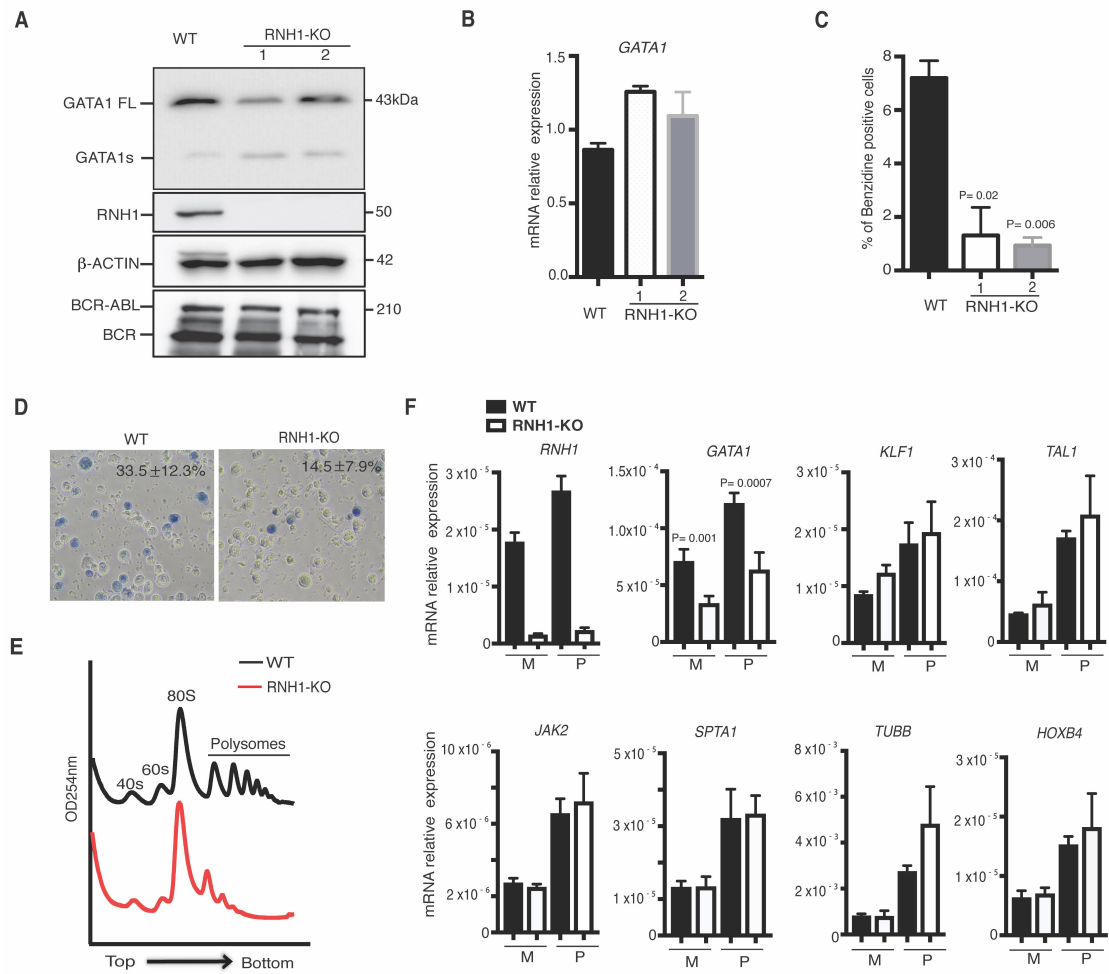 A
WT
RNH1-KO
1 2
GATA1 FL
43kDa
GATA1s
RNH1
50
β-ACTIN
42
BCR-ABL
210
BCR
B
GATA1
mRNA relative expression
1.5
1.0
0.5
0.0
1 2
WT RNH1-KO
C
% of Benzidine positive cells
8
6
4
2
0
P= 0.02
P= 0.006
1 2
WT RNH1-KO
D
WT
RNH1-KO
33.5±12.3%
14.5±7.9%
E
WT
RNH1-KO
OD254nm
40s
60s
80S
Polysomes
Top Bottom
F
WT
RNH1-KO
mRNA relative expression
RNH1
3 x10⁻⁵
2 x10⁻⁵
1 x10⁻⁵
0
M P
GATA1
1.5x10⁻⁴
1.0x10⁻⁴
5 x10⁻⁵
0
P= 0.001
P= 0.0007
M P
KLF1
3 x10⁻⁵
2 x10⁻⁵
1 x10⁻⁵
0
M P
TAL1
3 x10⁻⁴
2 x10⁻⁴
1 x10⁻⁴
0
M P
mRNA relative expression
JAK2
10 x10⁻⁶
6 x10⁻⁶
2 x10⁻⁶
0
M P
SPTA1
5 x10⁻⁵
3 x10⁻⁵
1 x10⁻⁵
0
M P
TUBB
8 x10⁻³
6 x10⁻³
4 x10⁻³
2 x10⁻³
0
M P
HOXB4
3 x10⁻⁵
2 x10⁻⁵
1 x10⁻⁵
0
M P